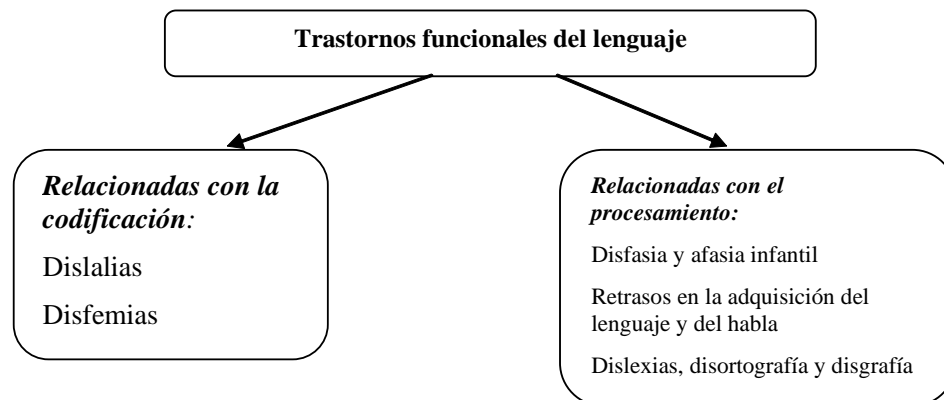 Trastornos funcionales del lenguaje
Relacionadas con la
codificación:
Dislalias
Disfemias
Relacionadas con el
procesamiento:
Disfasia y afasia infantil
Retrasos en la adquisición del
lenguaje y del habla
Dislexias, disortografía y disgrafía